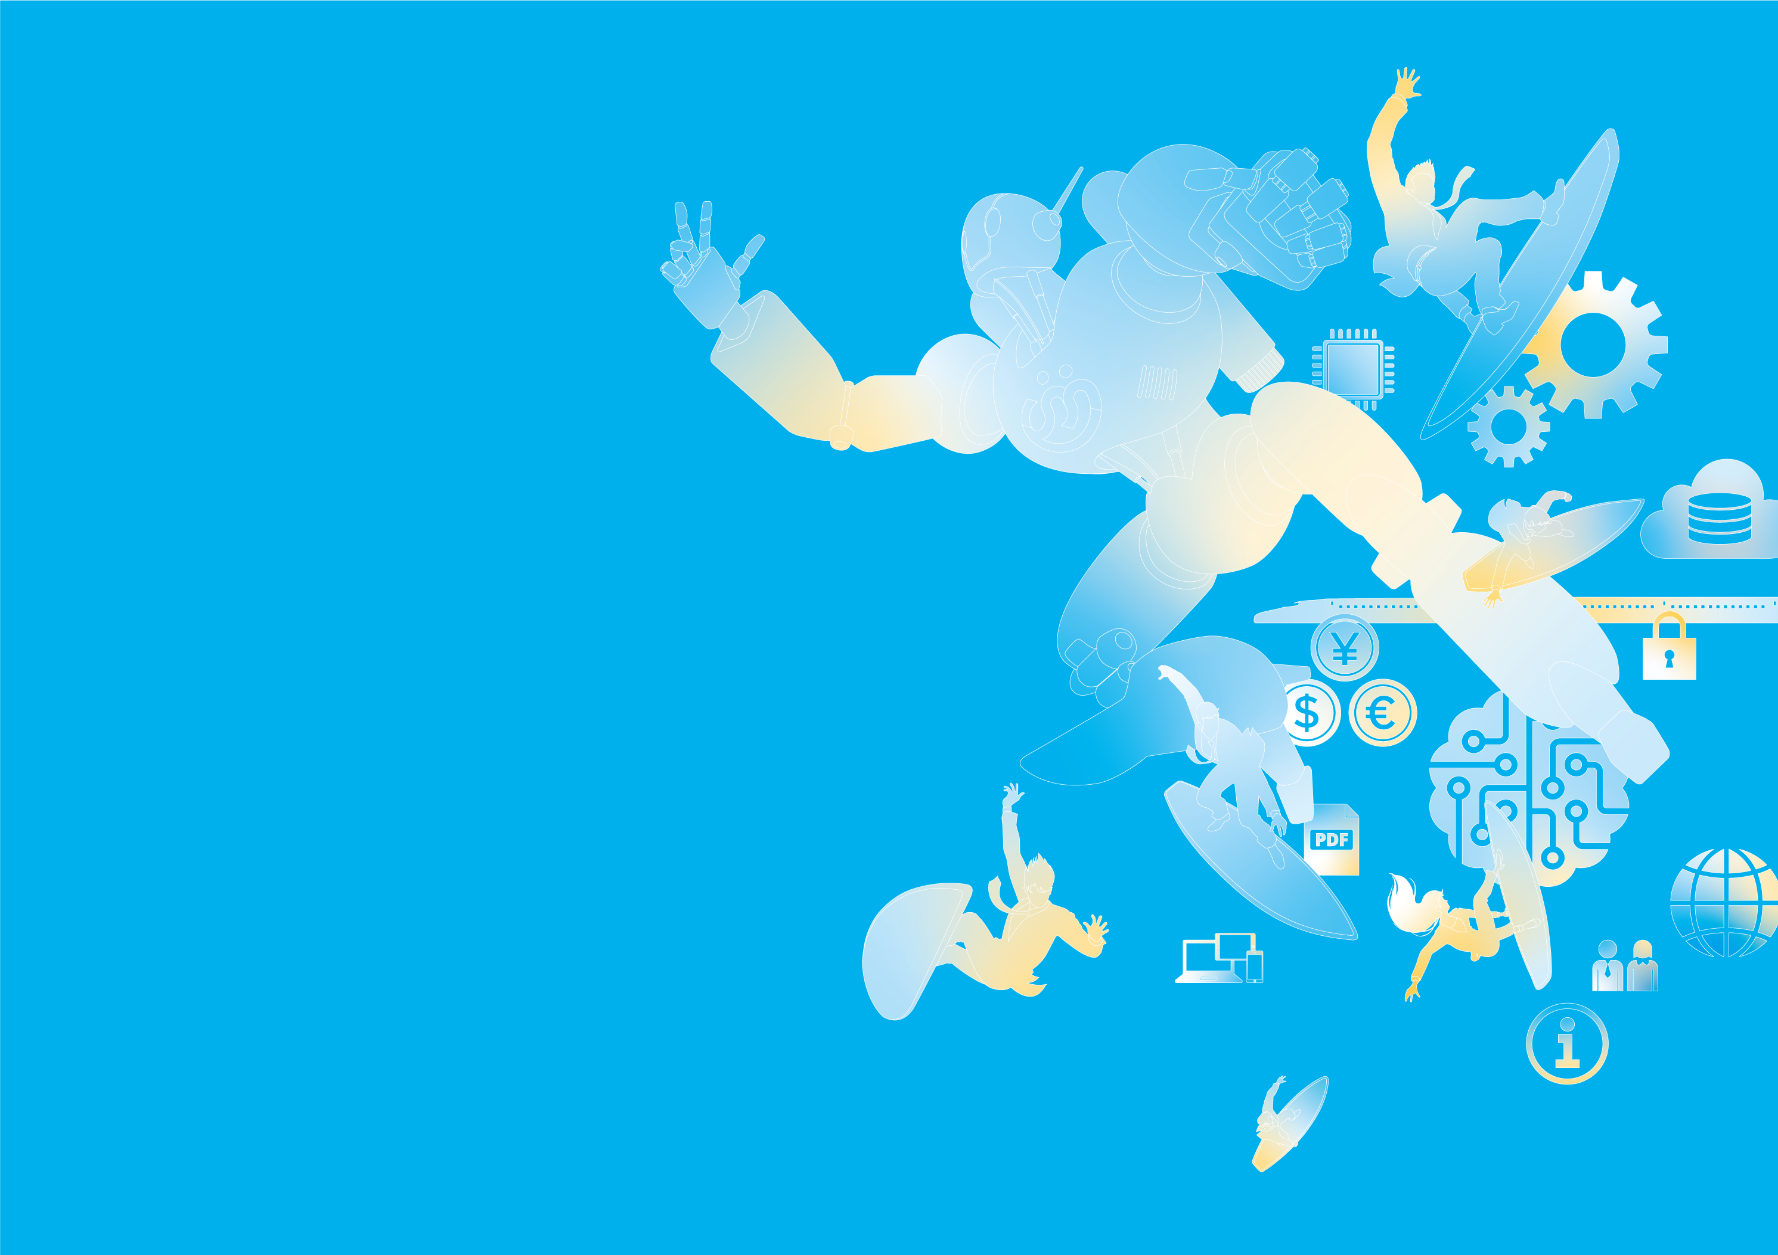 ¥
$ €
PDF
i